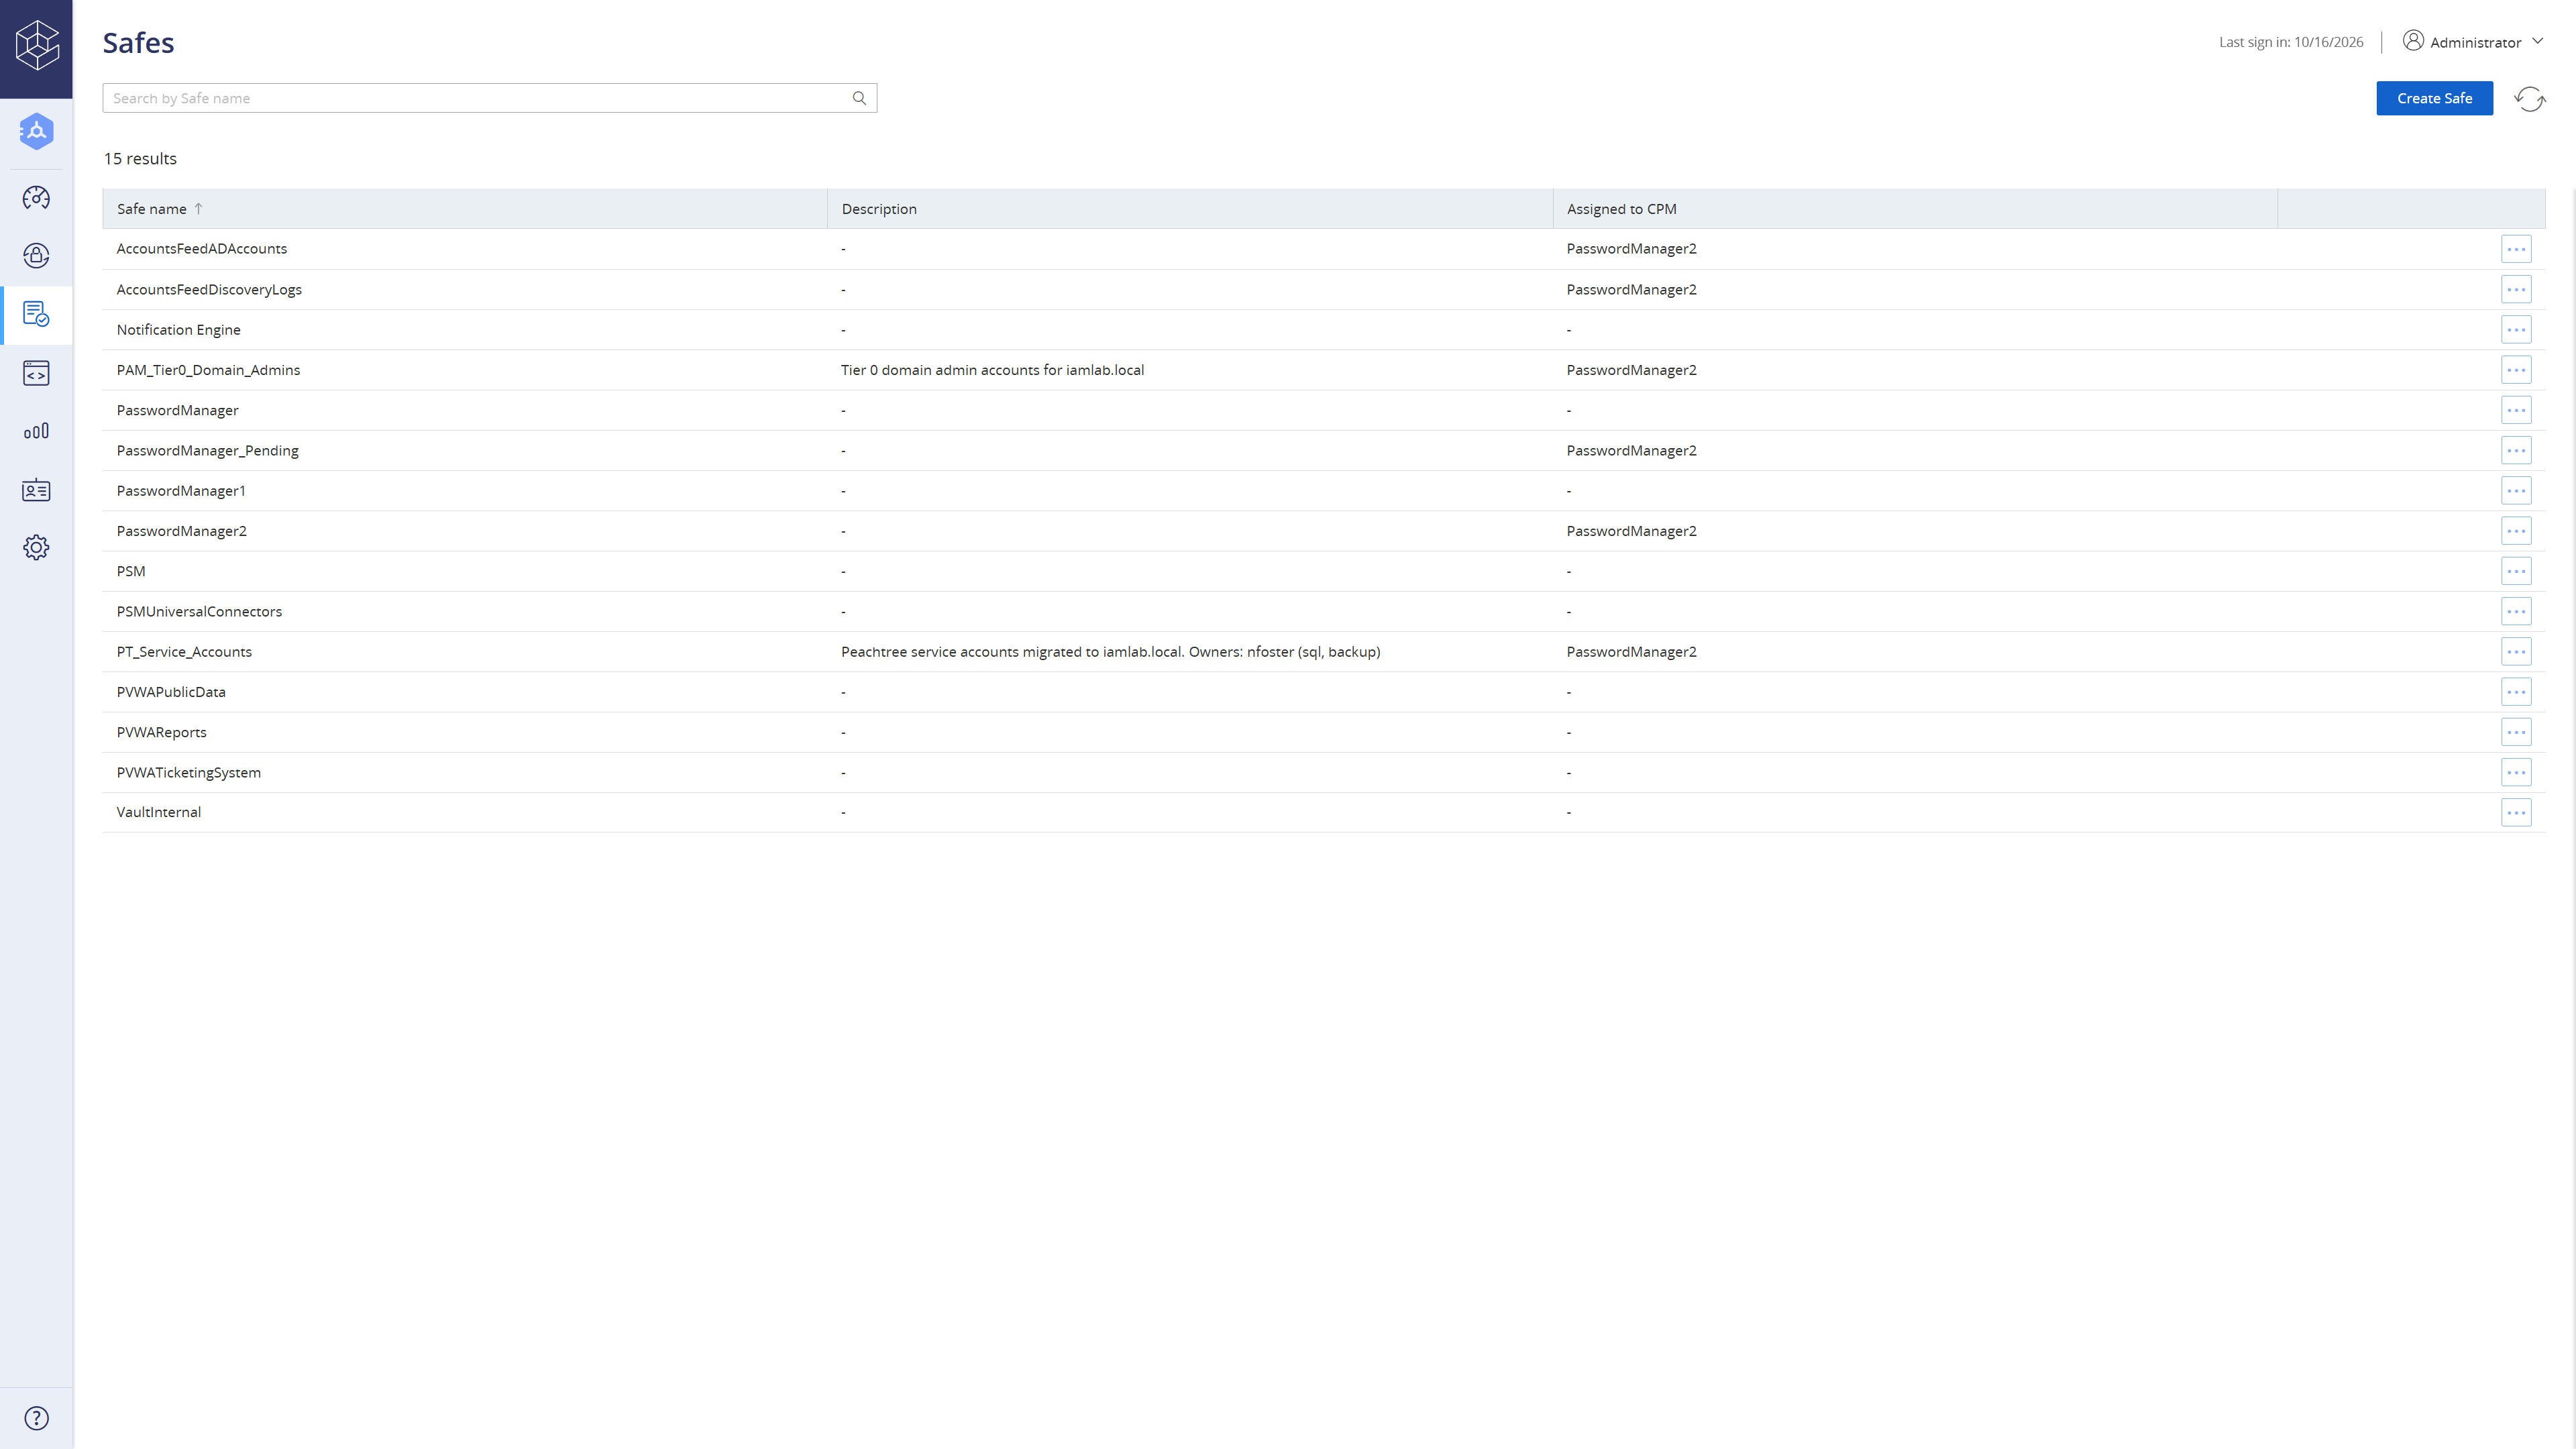 Safes
Last sign in: 10/16/2026
Administrator
Search by Safe name
Create Safe
15 results
Safe name ↑ Description Assigned to CPM
AccountsFeedADAccounts - PasswordManager2
AccountsFeedDiscoveryLogs - PasswordManager2
Notification Engine - -
PAM_Tier0_Domain_Admins Tier 0 domain admin accounts for iamlab.local PasswordManager2
PasswordManager - -
PasswordManager_Pending - PasswordManager2
PasswordManager1 - -
PasswordManager2 - PasswordManager2
PSM - -
PSMUniversalConnectors - -
PT_Service_Accounts Peachtree service accounts migrated to iamlab.local. Owners: nfoster (sql, backup) PasswordManager2
PVWAPublicData - -
PVWAReports - -
PVWATicketingSystem - -
VaultInternal - -